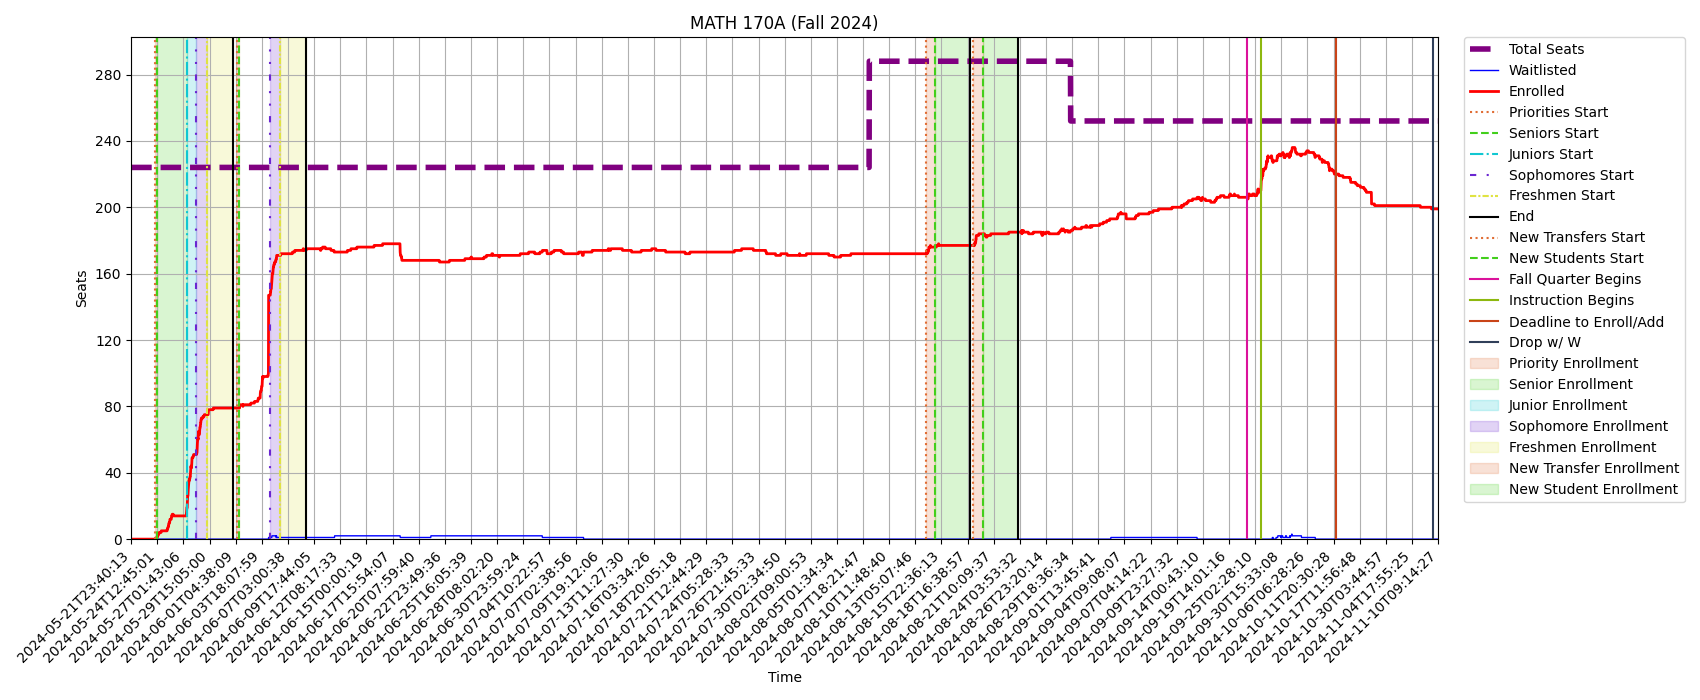 MATH 170A (Fall 2024)
Seats
280
240
200
160
120
80
40
0
2024-05-21T23:40:13
2024-05-24T12:45:01
2024-05-27T01:43:06
2024-05-29T15:05:00
2024-06-01T04:38:09
2024-06-03T18:07:59
2024-06-07T03:00:38
2024-06-09T17:44:05
2024-06-12T08:17:33
2024-06-15T00:00:19
2024-06-17T15:54:07
2024-06-20T07:59:40
2024-06-22T23:49:36
2024-06-25T16:05:39
2024-06-28T08:02:20
2024-06-30T23:59:24
2024-07-04T10:22:57
2024-07-07T02:38:56
2024-07-09T19:12:06
2024-07-13T11:27:30
2024-07-16T03:34:26
2024-07-18T20:05:18
2024-07-21T12:44:29
2024-07-24T05:28:33
2024-07-26T21:45:33
2024-07-30T02:34:50
2024-08-02T09:00:53
2024-08-05T01:34:34
2024-08-07T18:21:47
2024-08-10T11:48:40
2024-08-13T05:07:46
2024-08-15T22:36:13
2024-08-18T16:38:57
2024-08-21T10:09:37
2024-08-24T03:53:32
2024-08-26T23:20:14
2024-08-29T18:36:34
2024-09-01T13:45:41
2024-09-04T09:08:07
2024-09-07T04:14:22
2024-09-09T23:27:32
2024-09-14T00:43:10
2024-09-19T14:01:16
2024-09-25T02:28:10
2024-09-30T15:33:08
2024-10-06T06:28:26
2024-10-11T20:30:28
2024-10-17T11:56:48
2024-10-30T03:44:57
2024-11-04T17:55:25
2024-11-10T09:14:27
Time
Total Seats
Waitlisted
Enrolled
Priorities Start
Seniors Start
Juniors Start
Sophomores Start
Freshmen Start
End
New Transfers Start
New Students Start
Fall Quarter Begins
Instruction Begins
Deadline to Enroll/Add
Drop w/ W
Priority Enrollment
Senior Enrollment
Junior Enrollment
Sophomore Enrollment
Freshmen Enrollment
New Transfer Enrollment
New Student Enrollment